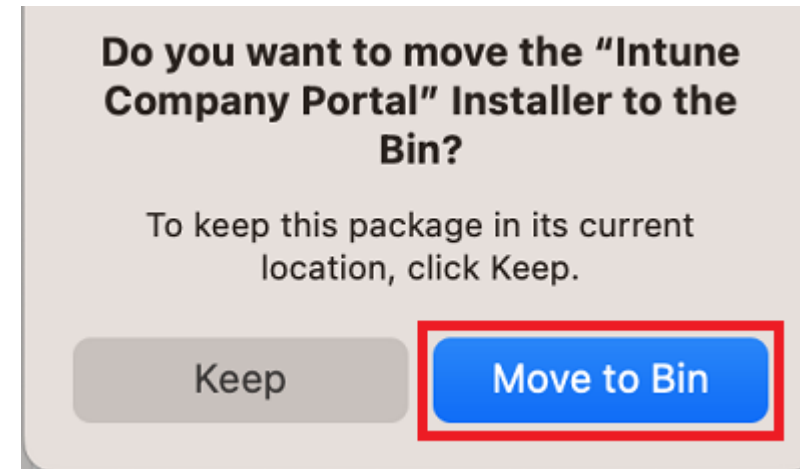 Do you want to move the “Intune
Company Portal” Installer to the
Bin?
To keep this package in its current
location, click Keep.
Keep
Move to Bin